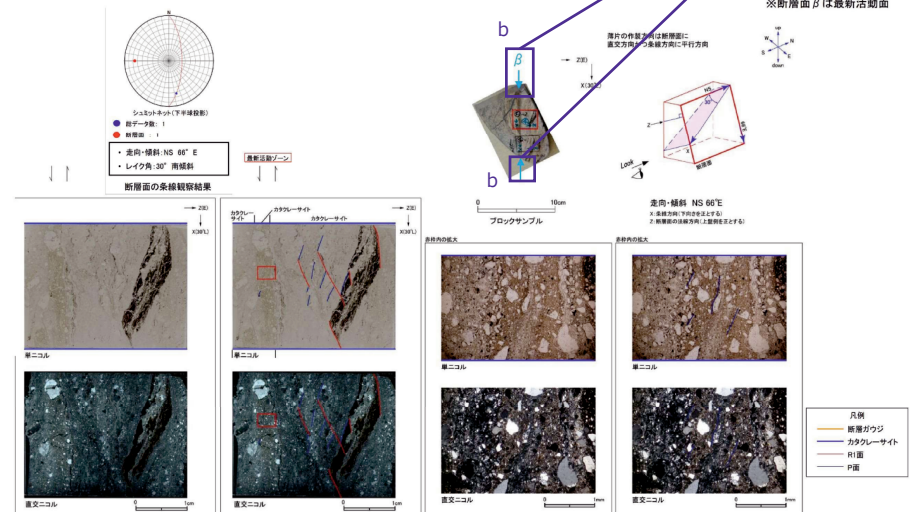 ※断層面βは最新活動面
N
シュミットネット(下半球投影)
総データ数: 1
断層面 : 1
・ 走向・傾斜:NS 66° E
・ レイク角:30° 南傾斜
断層面の条線観察結果
最新活動ゾーン
b
β
b
薄片の作製方向は断層面に
直交方向かつ条線方向に平行方向
Z(E)
X(30°L)
0 10cm
ブロックサンプル
up
W N
S E
down
NS
30°
66°E
Z
X
Look
断層面
走向・傾斜 NS 66°E
X:条線方向(下向きを正とする)
Z:断層面の法線方向(上盤側を正とする)
Z(E)
X(30°L)
単ニコル
直交ニコル
0 1cm
カタクレーサイト
カタクレーサイト
カタクレーサイト
Z(E)
X(30°L)
単ニコル
直交ニコル
0 1cm
赤枠内の拡大
単ニコル
直交ニコル
0 1mm
赤枠内の拡大
単ニコル
直交ニコル
0 1mm
凡例
断層ガウジ
カタクレーサイト
R1面
P面